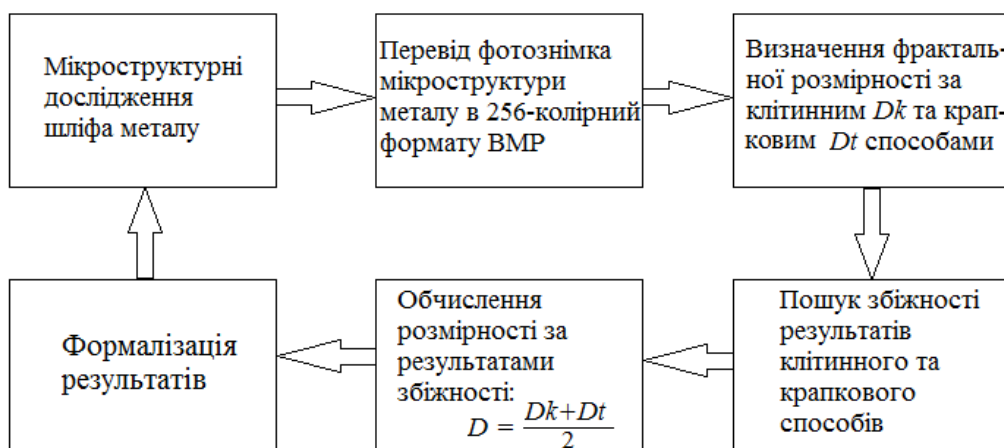 Мікроструктурні
дослідження
шліфа металу
Перевід фотознімка
мікроструктури
металу в 256-колірний
формату BMP
Визначення фракталь-
ної розмірності за
клітинним Dk та крап-
ковим Dt способами
Пошук збіжності
результатів
клітинного та
крапкового
способів
Обчислення
розмірності за
результатами
збіжності:
D = \frac{Dk+Dt}{2}
Формалізація
результатів